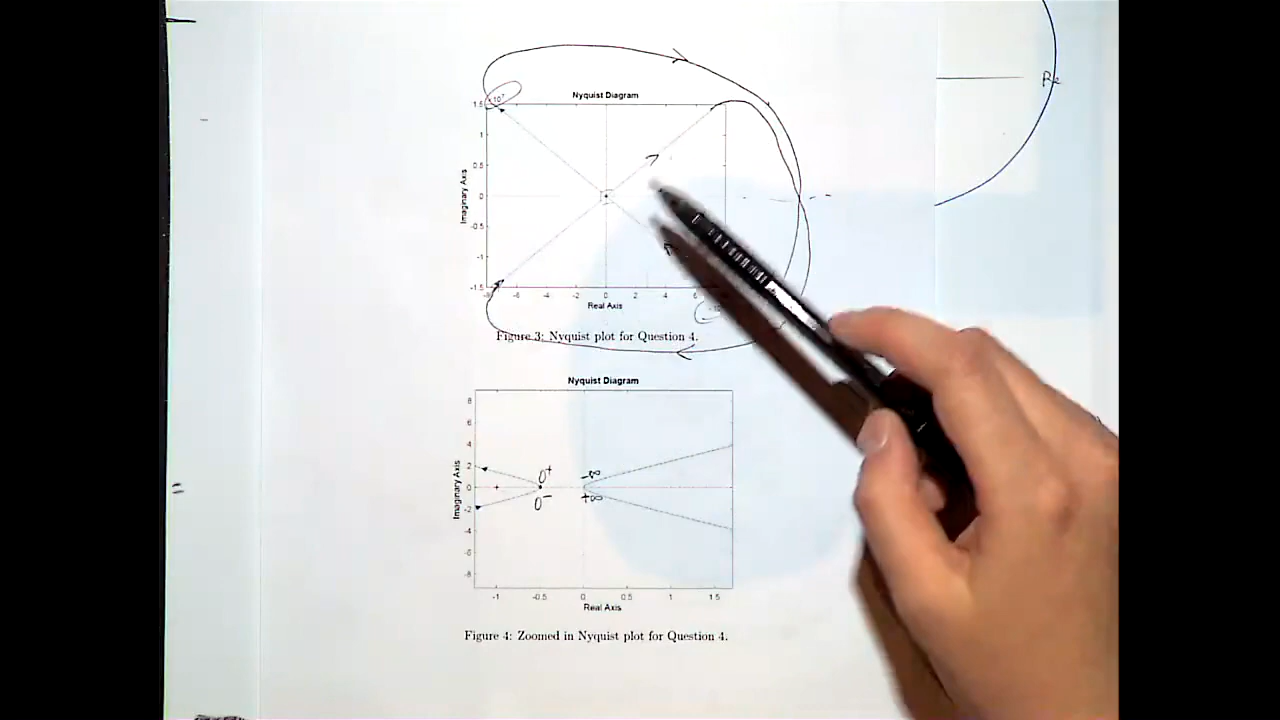 Re
Nyquist Diagram
×10⁷
1.5
1
0.5
0
-0.5
-1
-1.5
Imaginary Axis
-8 -6 -4 -2 0 2 4 6
Real Axis
Figure 3: Nyquist plot for Question 4.
Nyquist Diagram
8
6
4
2
0
-2
-4
-6
-8
Imaginary Axis
0⁺
0⁻
-∞
+∞
-1 -0.5 0 0.5 1 1.5
Real Axis
Figure 4: Zoomed in Nyquist plot for Question 4.